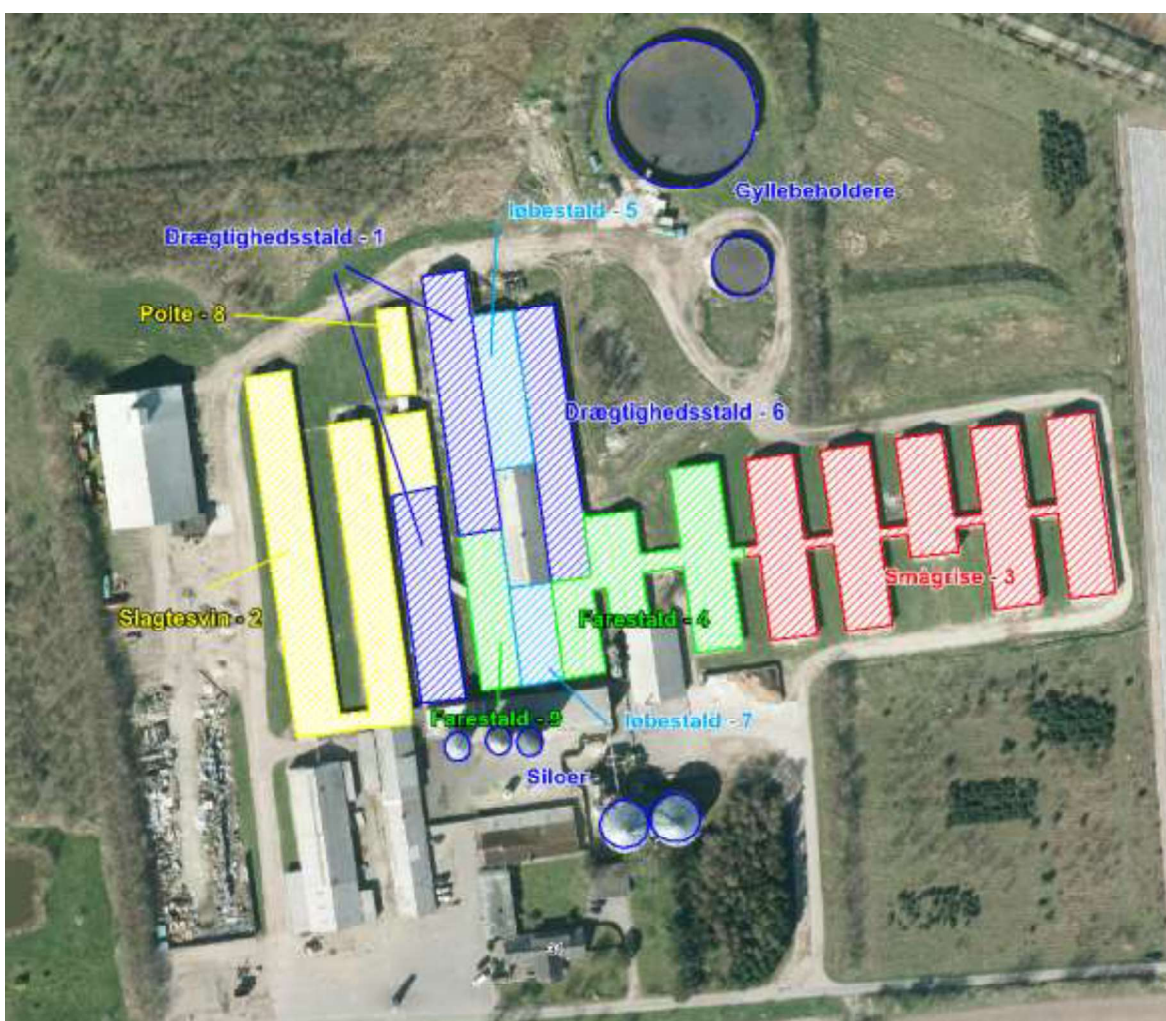 Gyllebeholdere
løbestald - 5
Drægtighedsstald - 1
Polte - 8
Drægtighedsstald - 6
Smågrise - 3
Slagtesvin - 2
Farestald - 4
Farestald - 9
løbestald - 7
Siloer